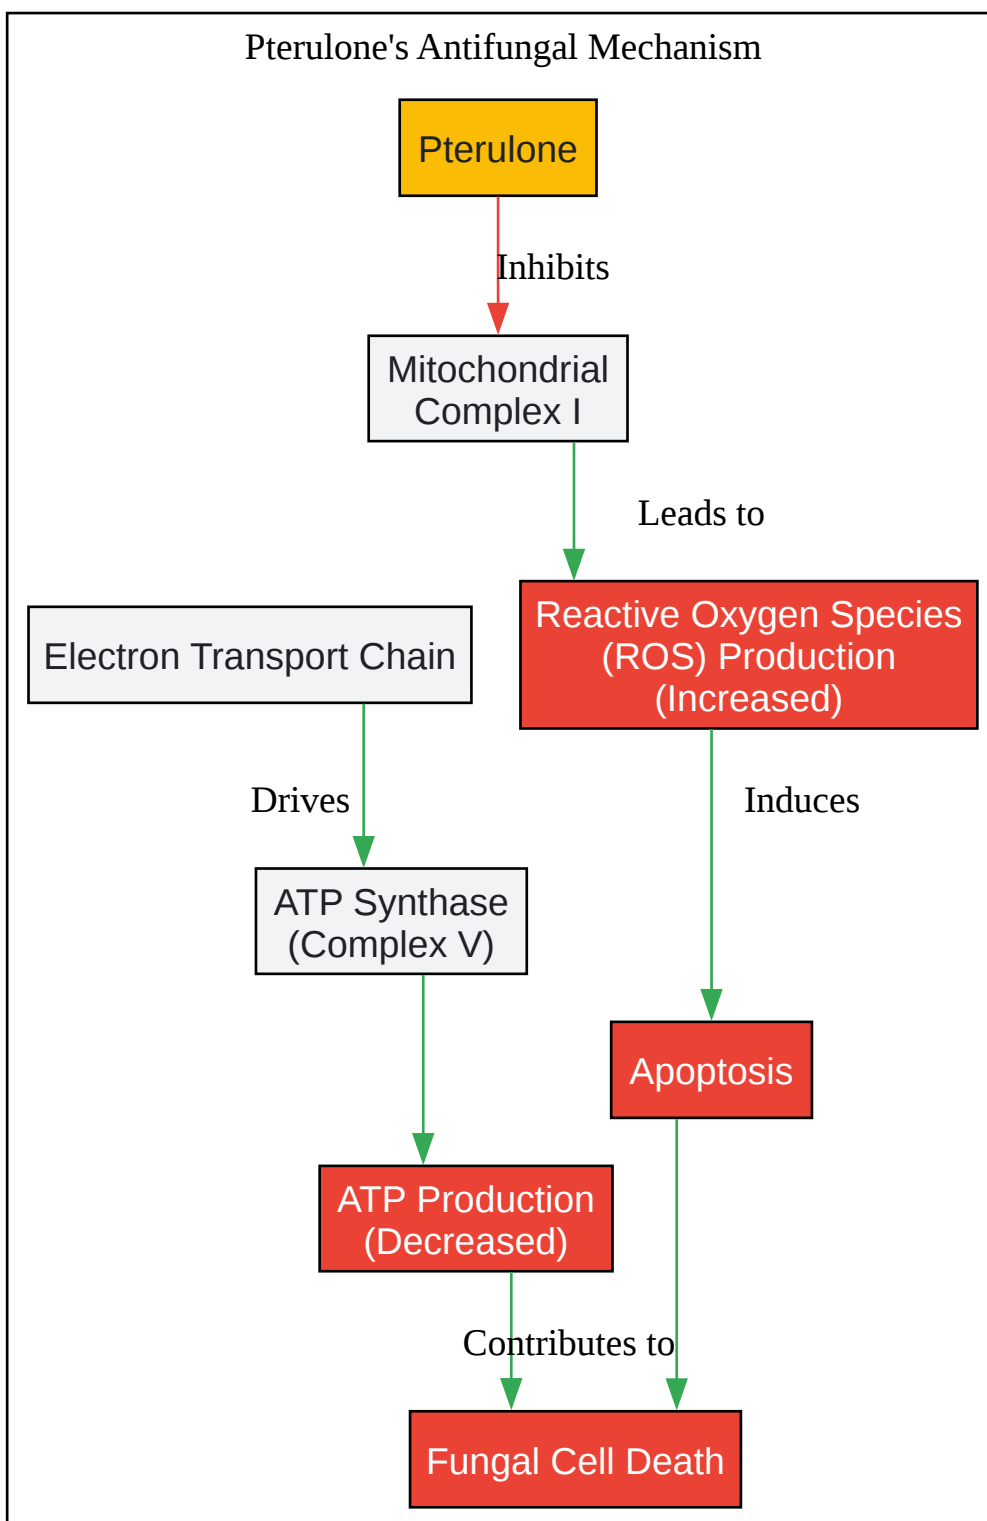 Pterulone's Antifungal Mechanism
Pterulone
Inhibits
Mitochondrial
Complex I
Leads to
Reactive Oxygen Species
(ROS) Production
(Increased)
Electron Transport Chain
Drives
Induces
ATP Synthase
(Complex V)
Apoptosis
ATP Production
(Decreased)
Contributes to
Fungal Cell Death